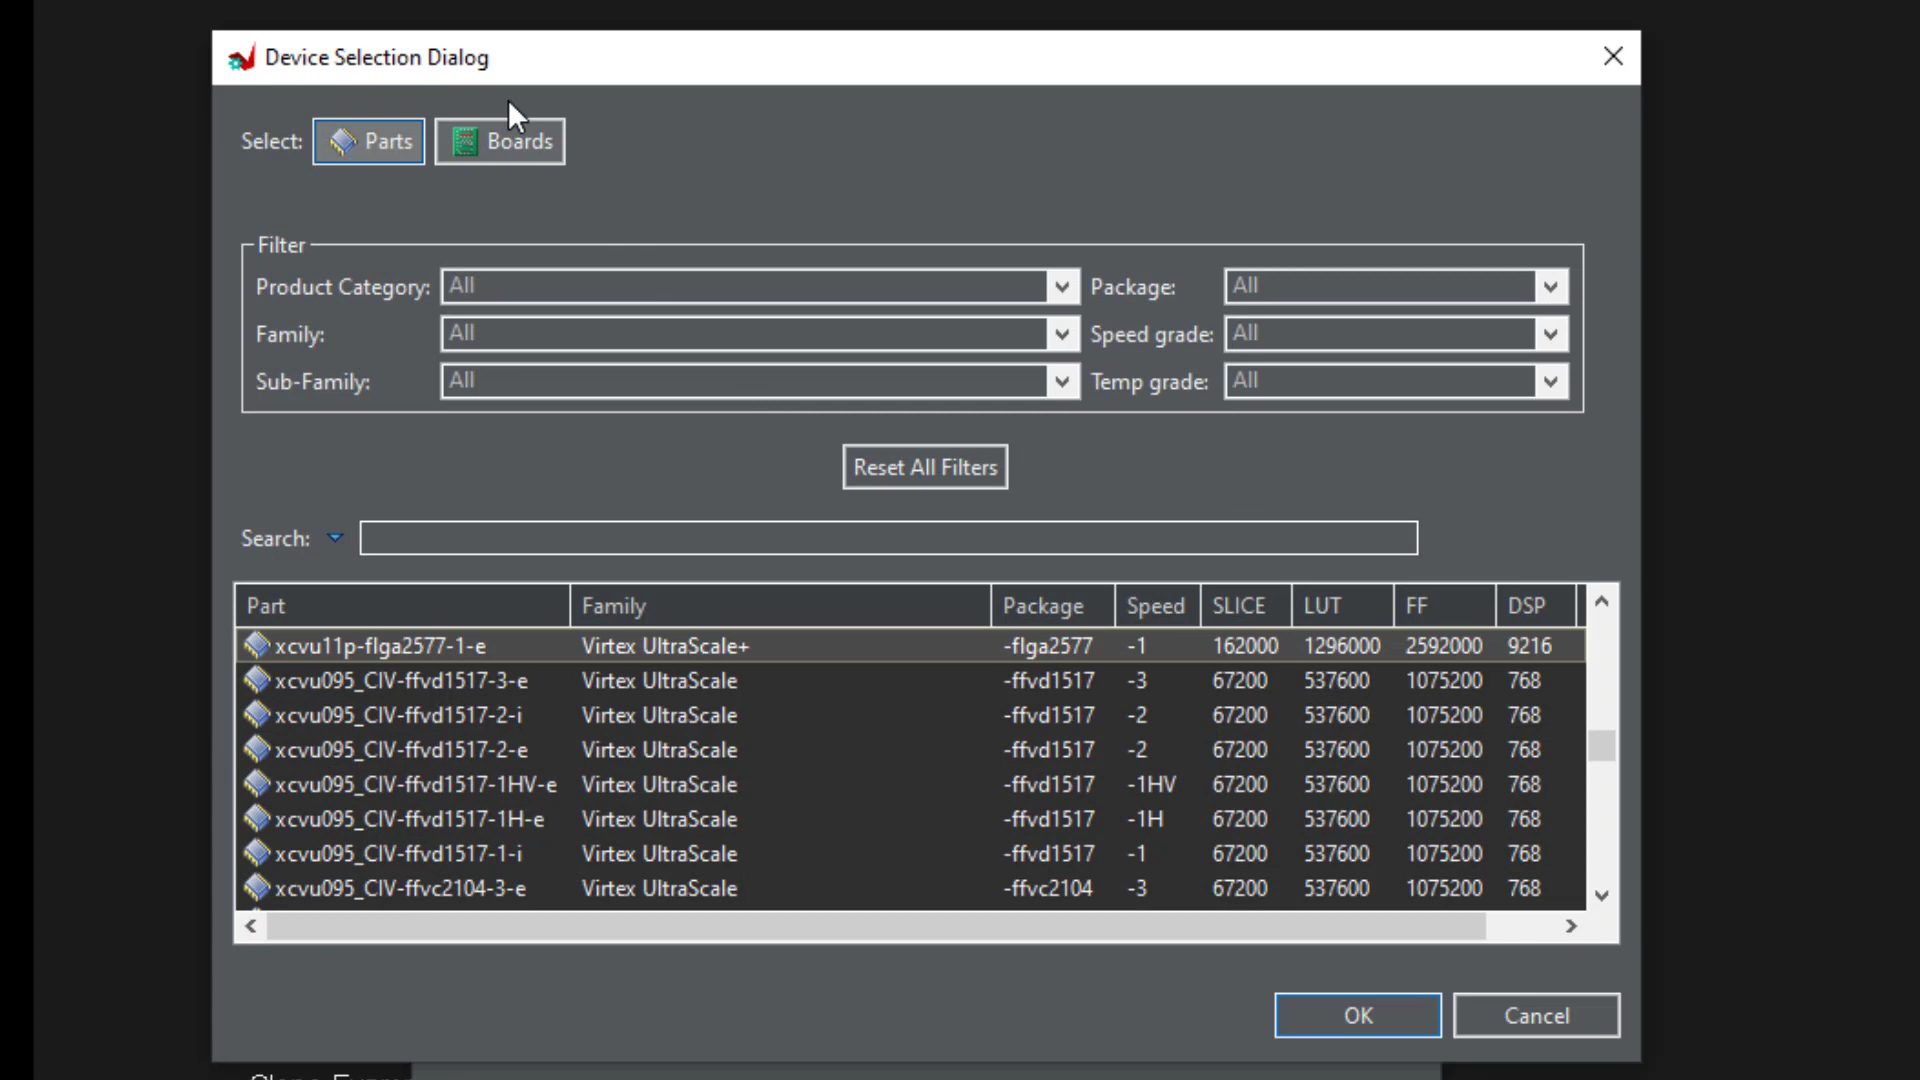 Device Selection Dialog
Select: Parts Boards
Filter
Product Category: All Package: All
Family: All Speed grade: All
Sub-Family: All Temp grade: All
Reset All Filters
Search:
Part Family Package Speed SLICE LUT FF DSP
xcvu11p-flga2577-1-e Virtex UltraScale+ -flga2577 -1 162000 1296000 2592000 9216
xcvu095_CIV-ffvd1517-3-e Virtex UltraScale -ffvd1517 -3 67200 537600 1075200 768
xcvu095_CIV-ffvd1517-2-i Virtex UltraScale -ffvd1517 -2 67200 537600 1075200 768
xcvu095_CIV-ffvd1517-2-e Virtex UltraScale -ffvd1517 -2 67200 537600 1075200 768
xcvu095_CIV-ffvd1517-1HV-e Virtex UltraScale -ffvd1517 -1HV 67200 537600 1075200 768
xcvu095_CIV-ffvd1517-1H-e Virtex UltraScale -ffvd1517 -1H 67200 537600 1075200 768
xcvu095_CIV-ffvd1517-1-i Virtex UltraScale -ffvd1517 -1 67200 537600 1075200 768
xcvu095_CIV-ffvc2104-3-e Virtex UltraScale -ffvc2104 -3 67200 537600 1075200 768
OK Cancel